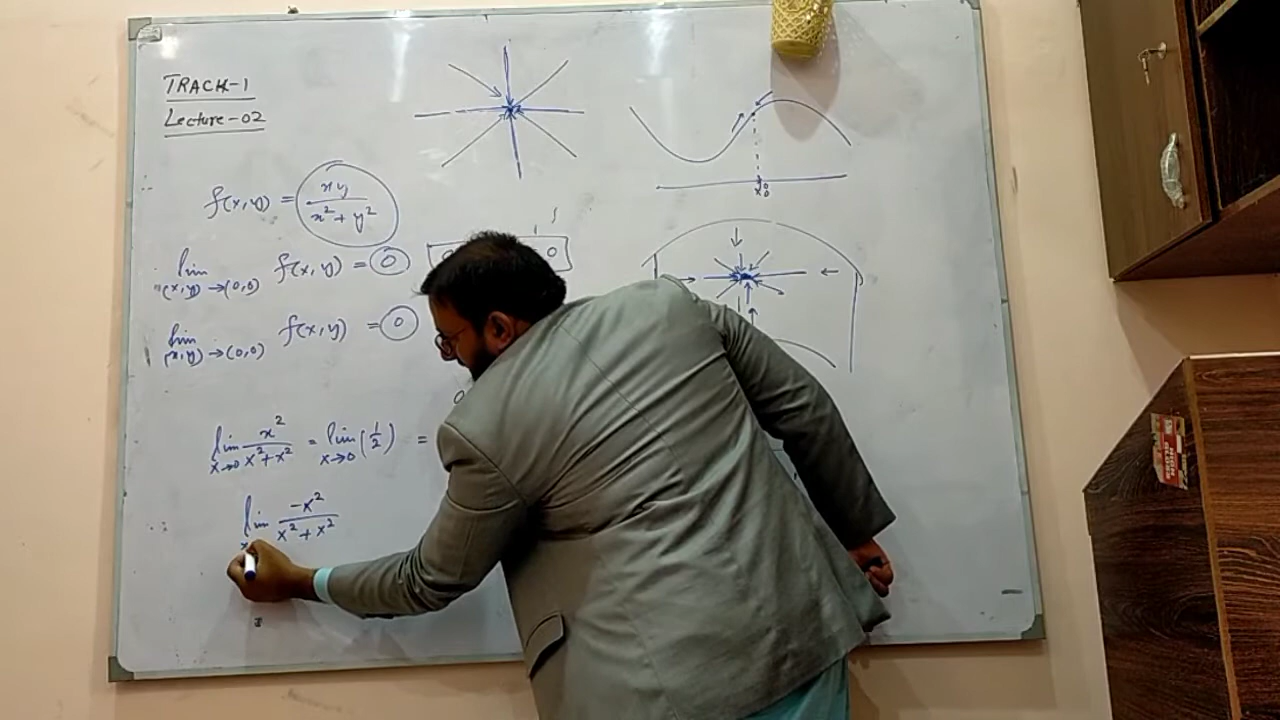 TRACK-1
Lecture-02
f(x,y) = xy / x² + y²
lim (x,y)→(0,0) f(x,y) = 0
lim (x,y)→(0,0) f(x,y) = 0
lim x→0 x² / x²+x² = lim x→0 (1/2) =
lim x -x² / x² + x²
x₀